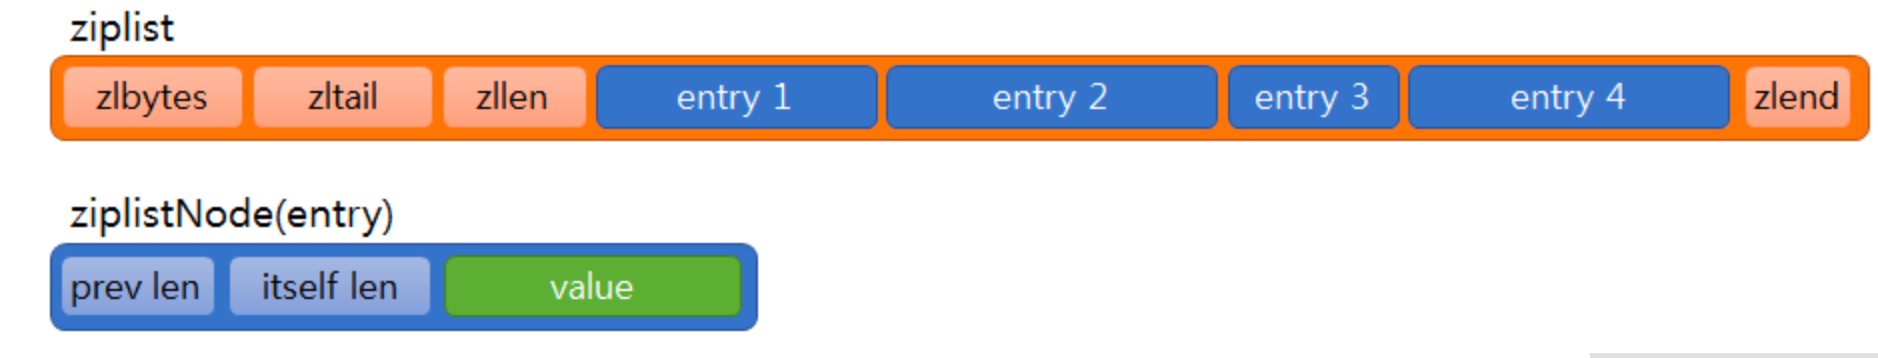 ziplist
zlbytes zltail zllen entry 1 entry 2 entry 3 entry 4 zlend
ziplistNode(entry)
prev len itself len value